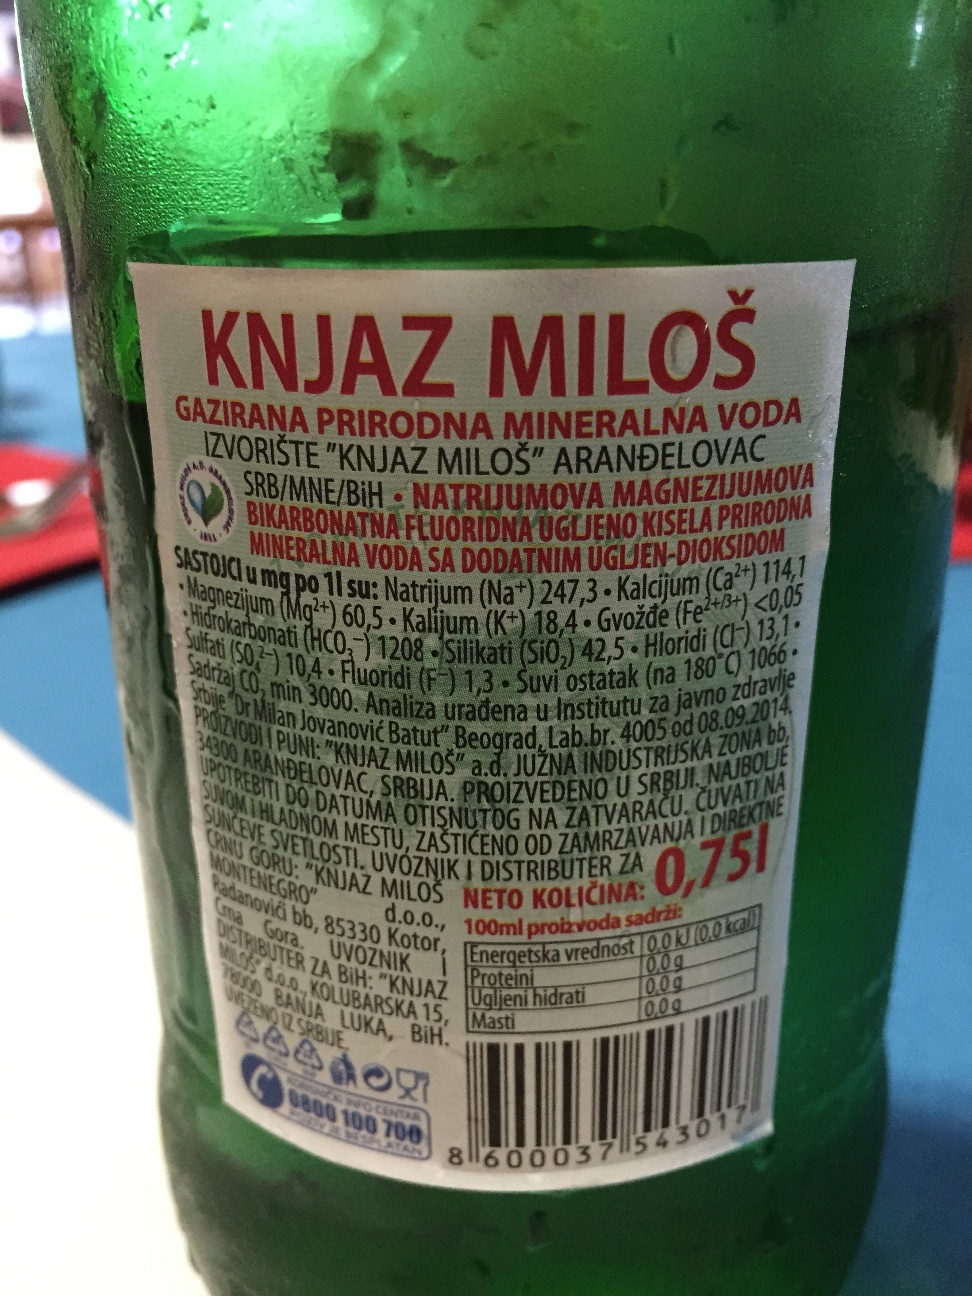 KNJAZ MILOŠ
GAZIRANA PRIRODNA MINERALNA VODA
IZVORIŠTE "KNJAZ MILOŠ" ARANĐELOVAC
SRB/MNE/BiH • NATRIJUMOVA MAGNEZIJUMOVA
BIKARBONATNA FLUORIDNA UGLJENO KISELA PRIRODNA
MINERALNA VODA SA DODATNIM UGLJEN-DIOKSIDOM
SASTOJCI u mg po 1l su: Natrijum (Na⁺) 247,3 • Kalcijum (Ca²⁺) 114,1
• Magnezijum (Mg²⁺) 60,5 • Kalijum (K⁺) 18,4 • Gvožđe (Fe²⁺/³⁺) <0,05
• Hidrokarbonati (HCO₃⁻) 1208 • Silikati (SiO₂) 42,5 • Hloridi (Cl⁻) 13,1 •
Sulfati (SO₄²⁻) 10,4 • Fluoridi (F⁻) 1,3 • Suvi ostatak (na 180°C) 1066 •
Sadržaj CO₂ min 3000. Analiza urađena u Institutu za javno zdravlje
Srbije "Dr Milan Jovanović Batut" Beograd, Lab.br. 4005 od 08.09.2014.
PROIZVODI I PUNI: "KNJAZ MILOŠ" a.d. JUŽNA INDUSTRIJSKA ZONA bb,
34300 ARANĐELOVAC, SRBIJA. PROIZVEDENO U SRBIJI. NAJBOLJE
UPOTREBITI DO DATUMA OTISNUTOG NA ZATVARAČU. ČUVATI NA
SUVOM I HLADNOM MESTU, ZAŠTIĆENO OD ZAMRZAVANJA I DIREKTNE
SUNČEVE SVETLOSTI. UVOZNIK I DISTRIBUTER ZA
CRNU GORU: "KNJAZ MILOŠ
MONTENEGRO" d.o.o.,
Radanovići bb, 85330 Kotor,
Crna Gora. UVOZNIK I
DISTRIBUTER ZA BiH: "KNJAZ
MILOŠ" d.o.o., KOLUBARSKA 15,
78000 BANJA LUKA, BiH.
UVEZENO IZ SRBIJE.
NETO KOLIČINA: 0,75l
100ml proizvoda sadrži:
Energetska vrednost 0,0 kJ (0,0 kcal)
Proteini 0,0 g
Ugljeni hidrati 0,0 g
Masti 0,0 g
KORISNIČKI INFO CENTAR
0800 100 700
POZIV JE BESPLATAN
8 600037 543017